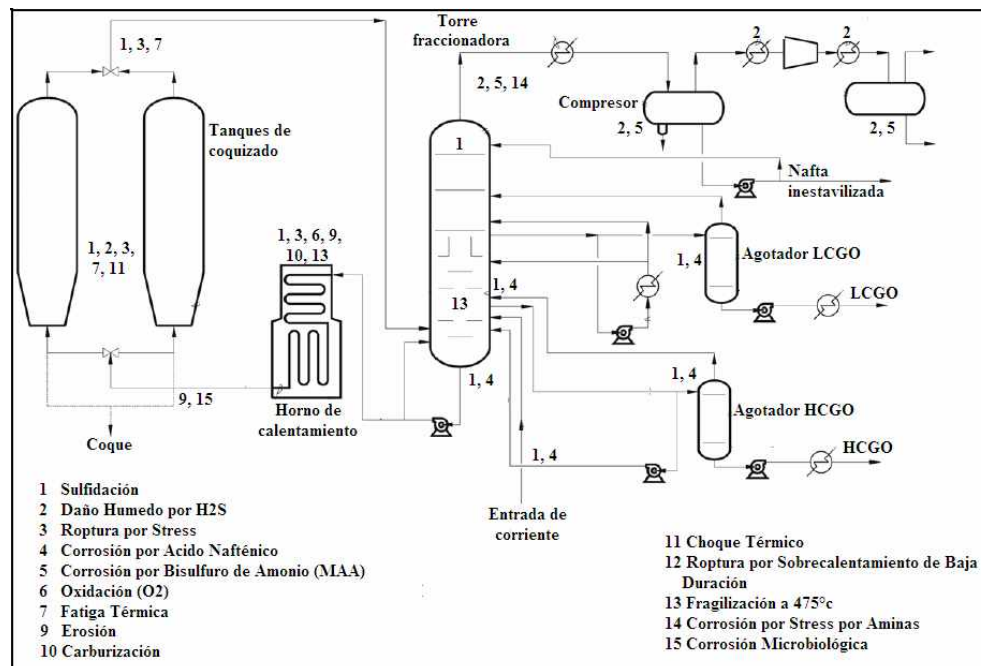 Torre
fraccionadora
1, 3, 7
2
2
2, 5, 14
Compresor
2, 5
2, 5
Tanques de
coquizado
1
Nafta
inestavilizada
1, 2, 3,
7, 11
1, 3, 6, 9,
10, 13
1, 4
Agotador LCGO
1, 4
13
LCGO
1, 4
1, 4
9, 15
Horno de
calentamiento
Agotador HCGO
Coque
1, 4
HCGO
Entrada de
corriente
1 Sulfidación
2 Daño Humedo por H2S
3 Roptura por Stress
4 Corrosión por Acido Nafténico
5 Corrosión por Bisulfuro de Amonio (MAA)
6 Oxidación (O2)
7 Fatiga Térmica
9 Erosión
10 Carburización
11 Choque Térmico
12 Roptura por Sobrecalentamiento de Baja
Duración
13 Fragilización a 475°c
14 Corrosión por Stress por Aminas
15 Corrosión Microbiológica